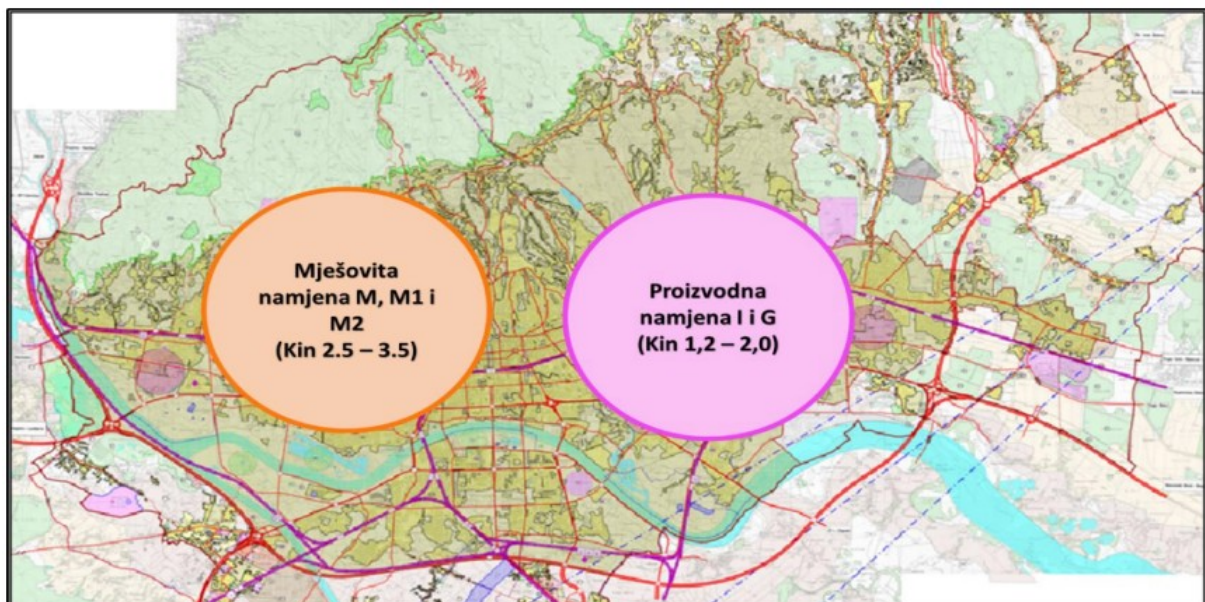 Mješovita
namjena M, M1 i
M2
(Kin 2.5 – 3.5)
Proizvodna
namjena I i G
(Kin 1,2 – 2,0)